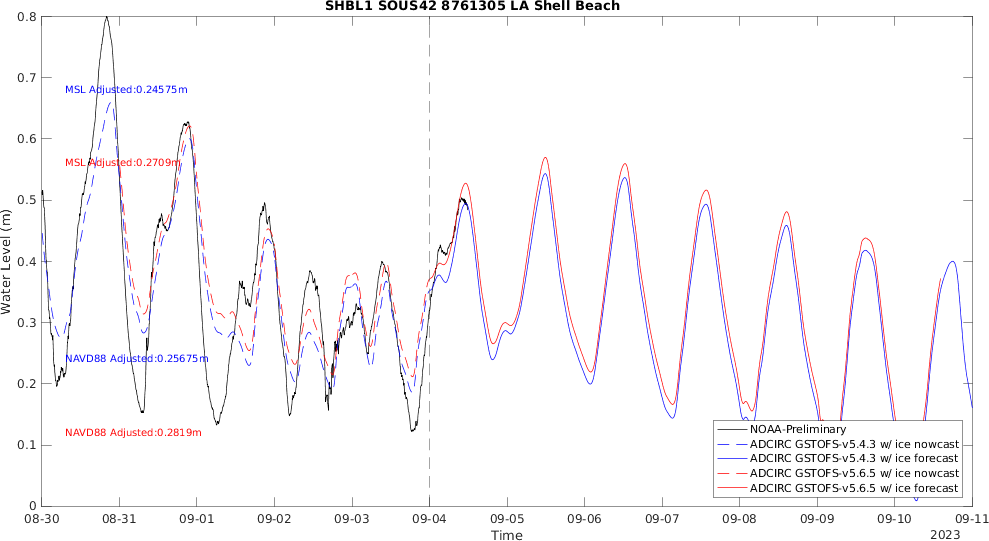 SHBL1 SOUS42 8761305 LA Shell Beach
Water Level (m)
0.8
0.7
0.6
0.5
0.4
0.3
0.2
0.1
0
MSL Adjusted:0.24575m
MSL Adjusted:0.2709m
NAVD88 Adjusted:0.25675m
NAVD88 Adjusted:0.2819m
NOAA-Preliminary
ADCIRC GSTOFS-v5.4.3 w/ ice nowcast
ADCIRC GSTOFS-v5.4.3 w/ ice forecast
ADCIRC GSTOFS-v5.6.5 w/ ice nowcast
ADCIRC GSTOFS-v5.6.5 w/ ice forecast
08-30 08-31 09-01 09-02 09-03 09-04 09-05 09-06 09-07 09-08 09-09 09-10 09-11
Time
2023